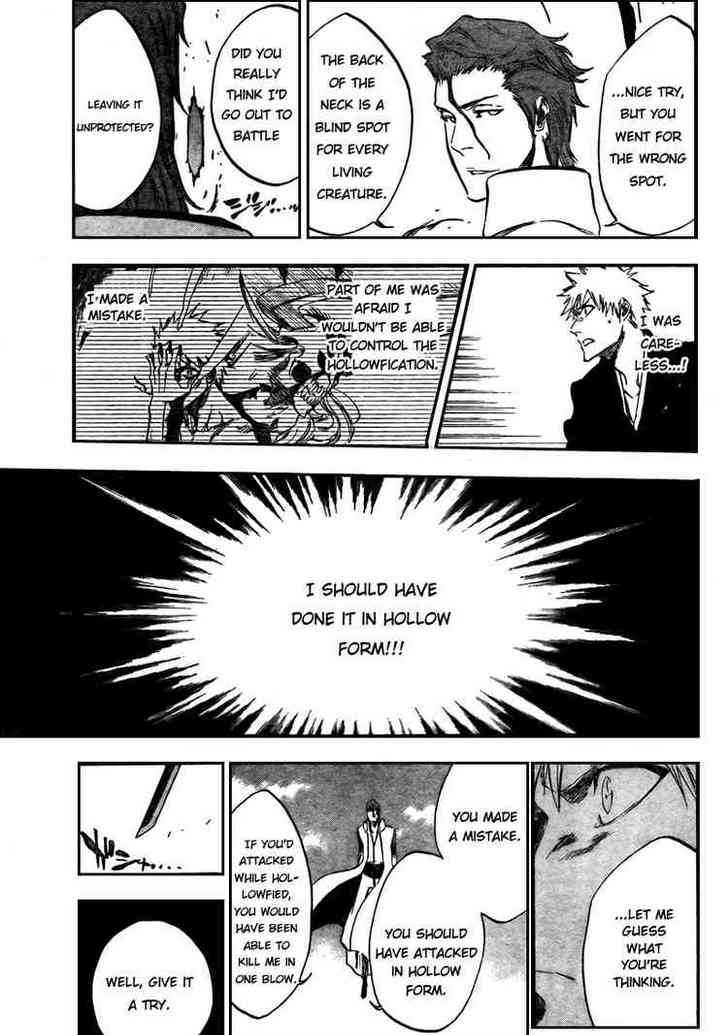 ...NICE TRY,
BUT YOU
WENT FOR
THE WRONG
SPOT.
THE BACK
OF THE
NECK IS A
BLIND SPOT
FOR EVERY
LIVING
CREATURE.
DID YOU
REALLY
THINK I'D
GO OUT TO
BATTLE
LEAVING IT
UNPROTECTED?
I WAS
CARE-
LESS...!
PART OF ME WAS
AFRAID I
WOULDN'T BE ABLE
TO CONTROL THE
HOLLOWFICATION.
I MADE A
MISTAKE.
I SHOULD HAVE
DONE IT IN HOLLOW
FORM!!!
...LET ME
GUESS
WHAT
YOU'RE
THINKING.
YOU MADE
A MISTAKE.
YOU SHOULD
HAVE ATTACKED
IN HOLLOW
FORM.
IF YOU'D
ATTACKED
WHILE HOL-
LOWFIED,
YOU WOULD
HAVE BEEN
ABLE TO
KILL ME IN
ONE BLOW.
WELL, GIVE IT
A TRY.